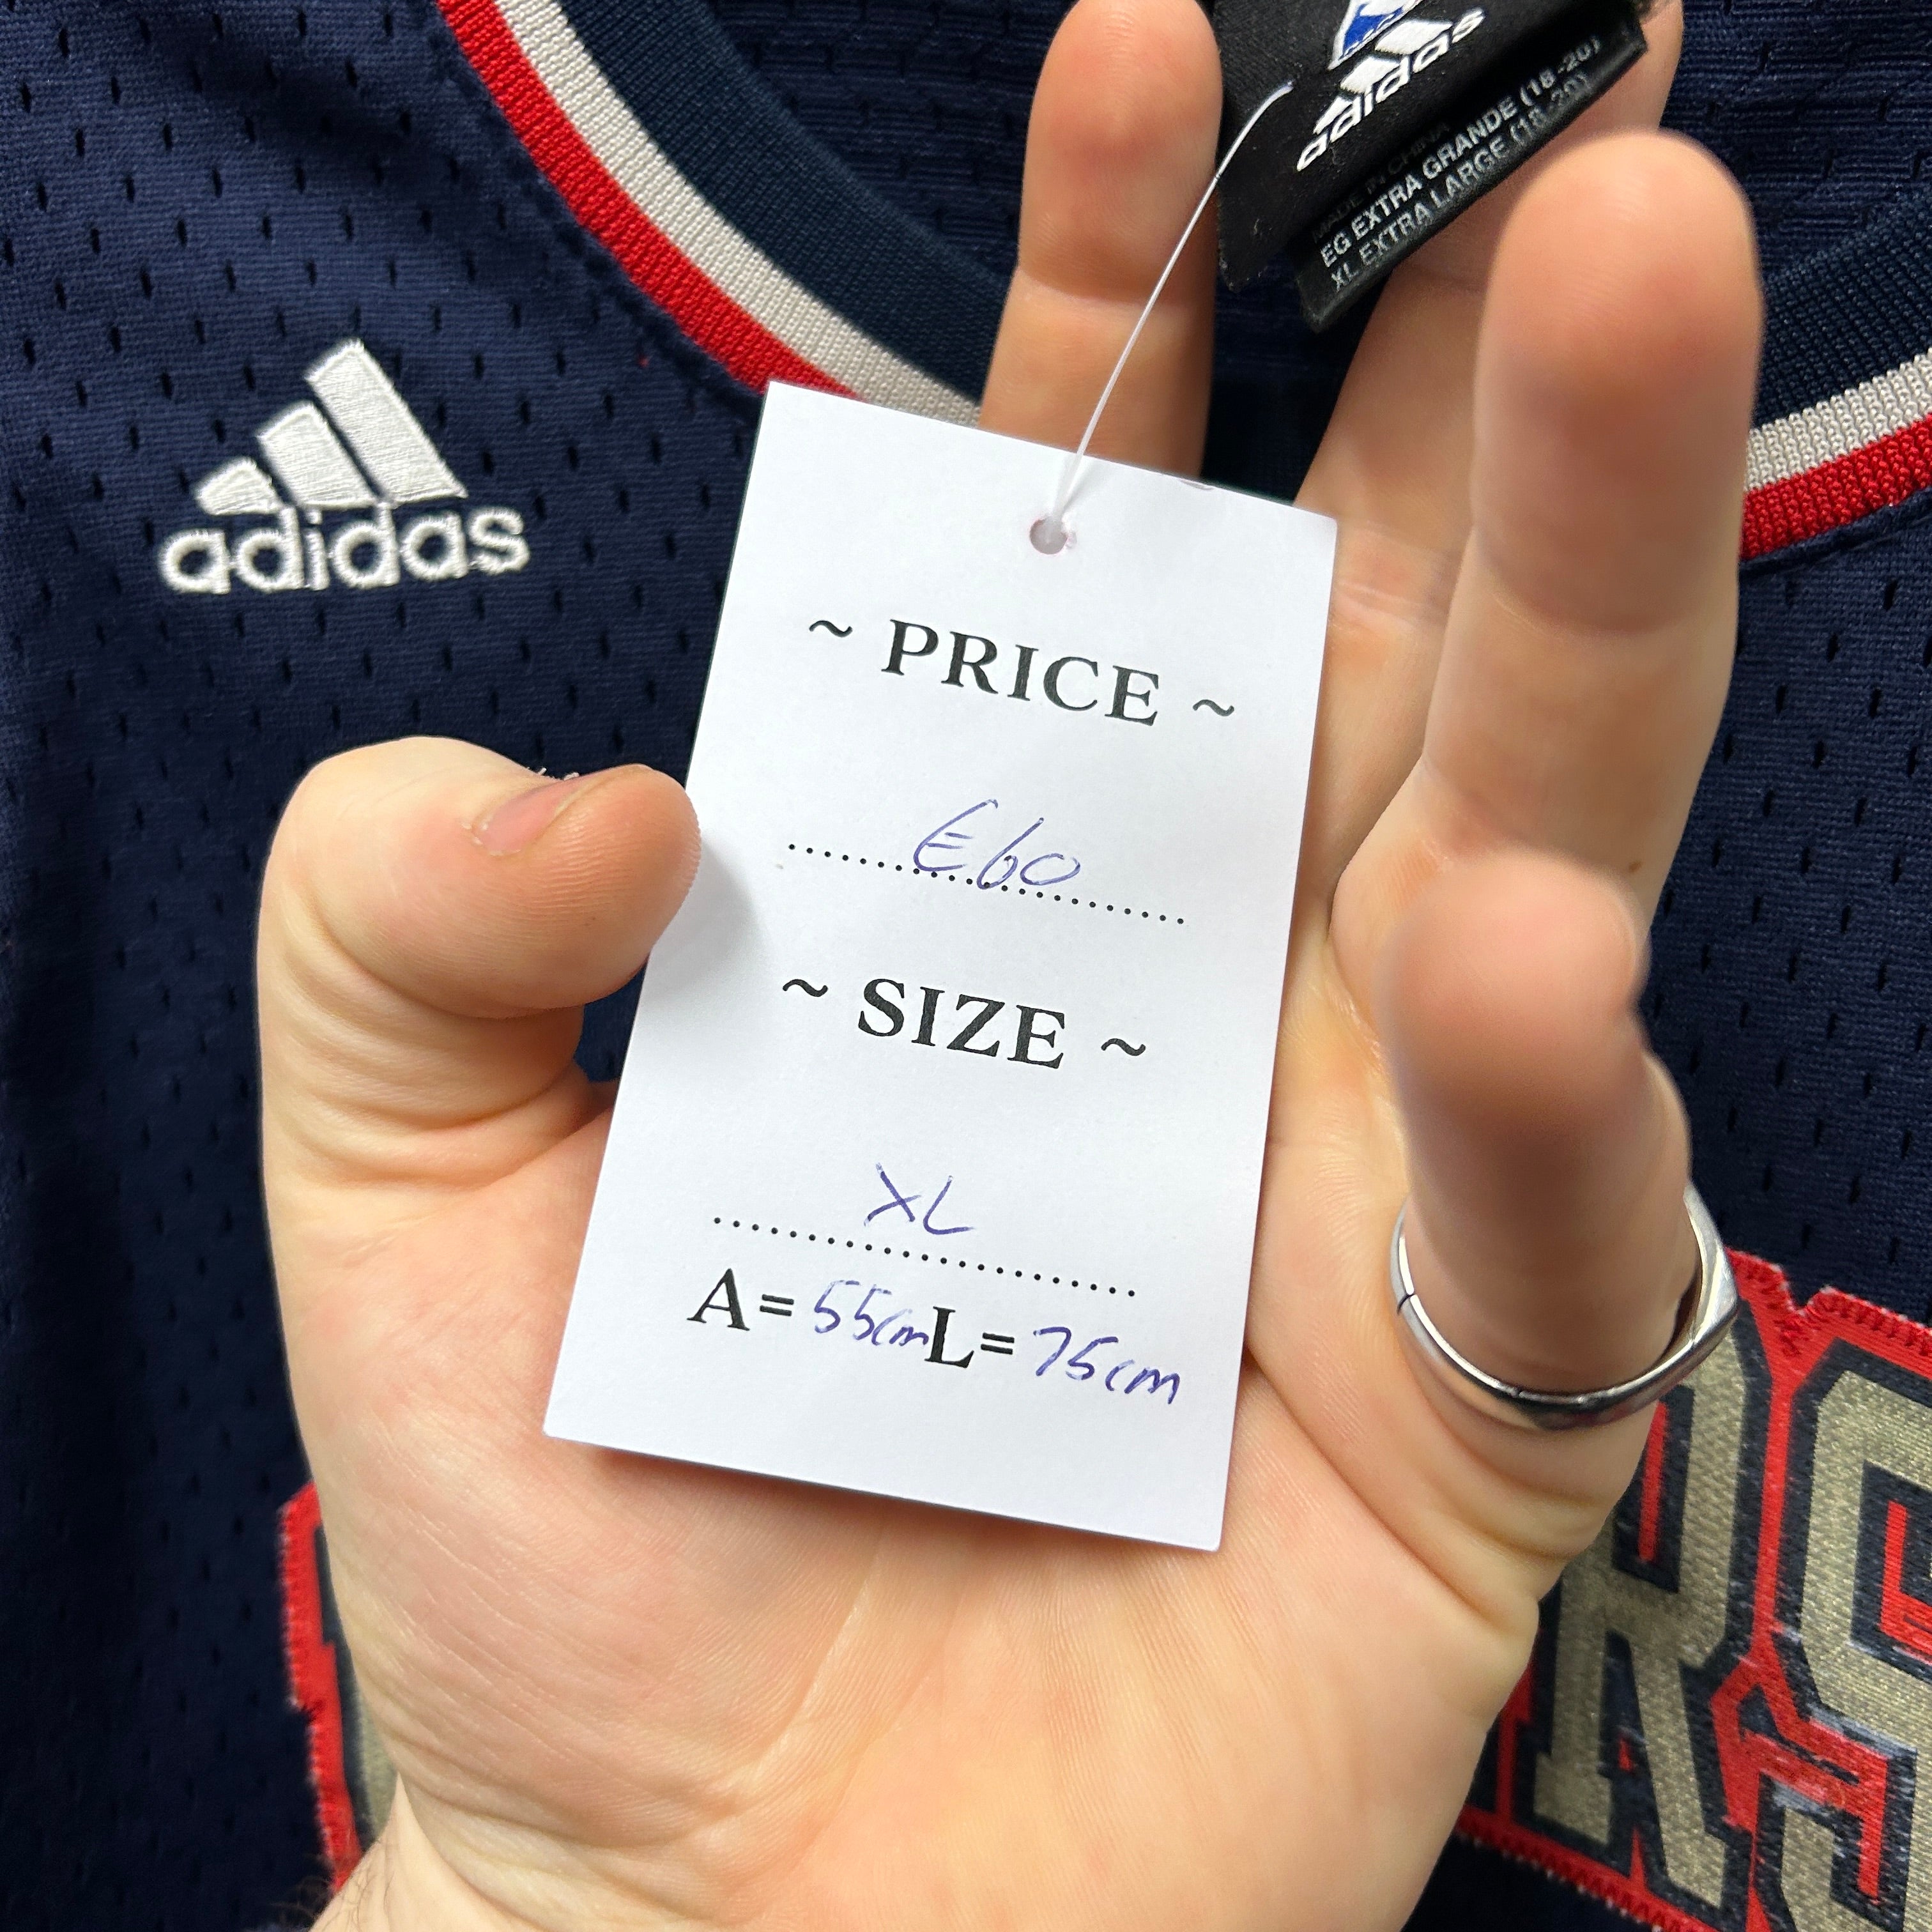 adidas
MADE IN CHINA
EG EXTRA GRANDE (18-20)
XL EXTRA LARGE (18-20)
adidas
~ PRICE ~
€60
~ SIZE ~
XL
A= 55cm L= 75cm
RS